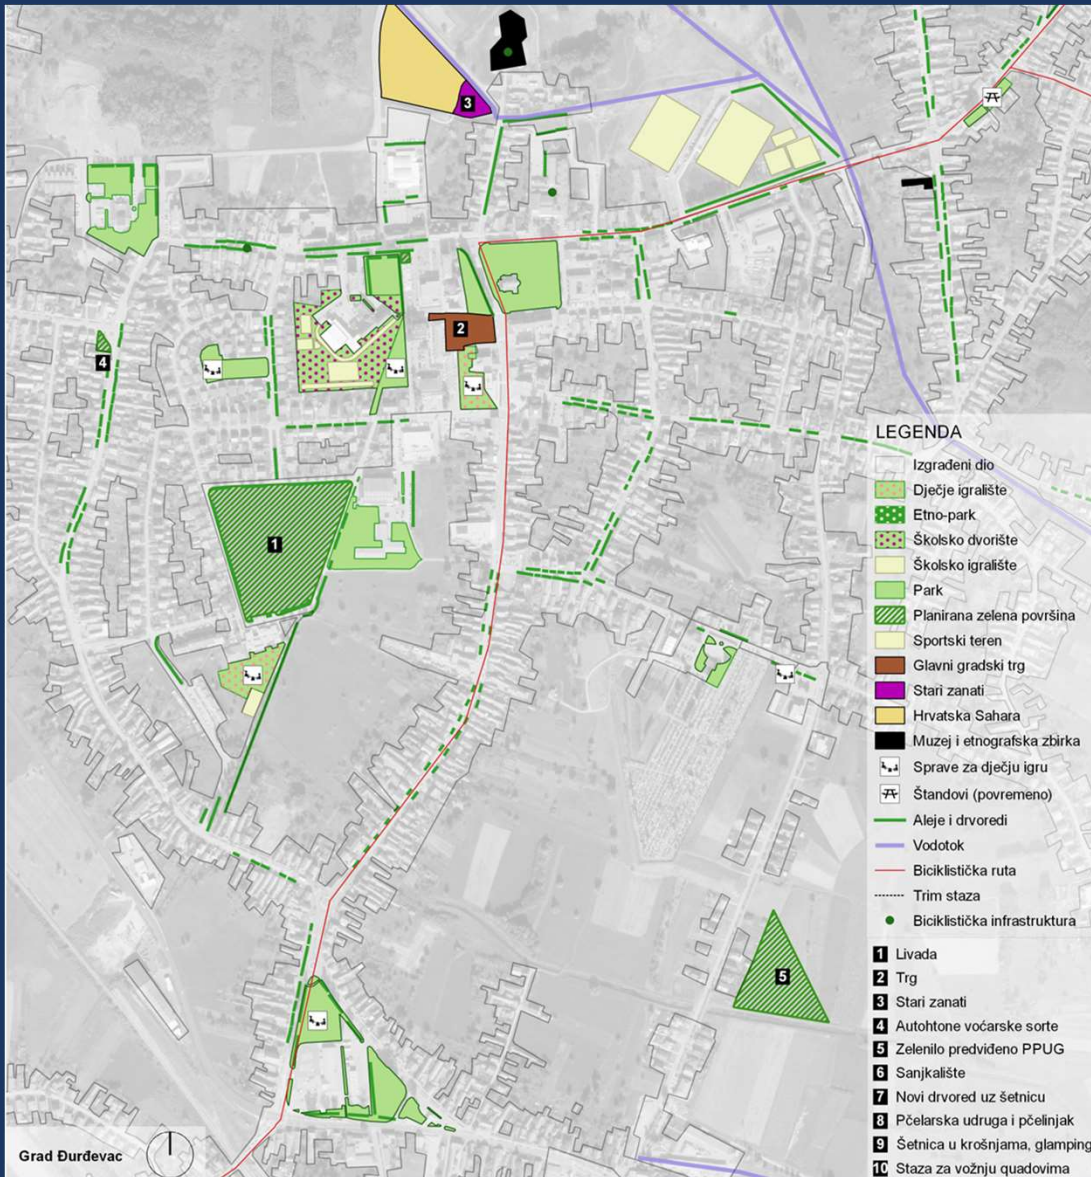 3
4
2
1
5
LEGENDA
Izgrađeni dio
Dječje igralište
Etno-park
Školsko dvorište
Školsko igralište
Park
Planirana zelena površina
Sportski teren
Glavni gradski trg
Stari zanati
Hrvatska Sahara
Muzej i etnografska zbirka
Sprave za dječju igru
Štandovi (povremeno)
Aleje i drvoredi
Vodotok
Biciklistička ruta
Trim staza
Biciklistička infrastruktura
1 Livada
2 Trg
3 Stari zanati
4 Autohtone voćarske sorte
5 Zelenilo predviđeno PPUG
6 Sanjkalište
7 Novi drvored uz šetnicu
8 Pčelarska udruga i pčelinjak
9 Šetnica u krošnjama, glamping
10 Staza za vožnju quadovima
Grad Đurđevac